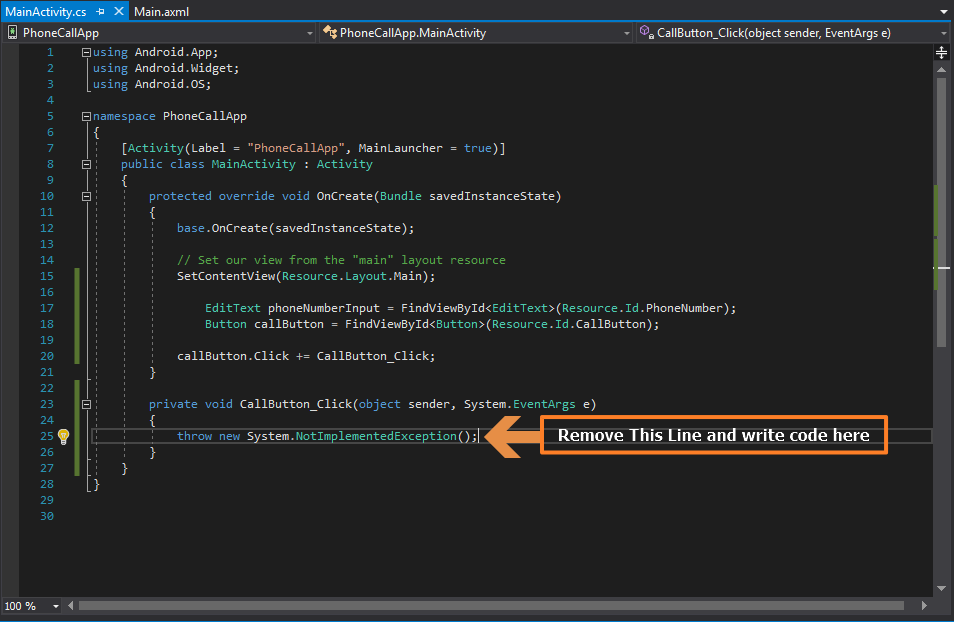 MainActivity.cs Main.axml
PhoneCallApp PhoneCallApp.MainActivity CallButton_Click(object sender, EventArgs e)
1 using Android.App;
2 using Android.Widget;
3 using Android.OS;
4
5 namespace PhoneCallApp
6 {
7 [Activity(Label = "PhoneCallApp", MainLauncher = true)]
8 public class MainActivity : Activity
9 {
10 protected override void OnCreate(Bundle savedInstanceState)
11 {
12 base.OnCreate(savedInstanceState);
13
14 // Set our view from the "main" layout resource
15 SetContentView(Resource.Layout.Main);
16
17 EditText phoneNumberInput = FindViewById<EditText>(Resource.Id.PhoneNumber);
18 Button callButton = FindViewById<Button>(Resource.Id.CallButton);
19
20 callButton.Click += CallButton_Click;
21 }
22
23 private void CallButton_Click(object sender, System.EventArgs e)
24 {
25 throw new System.NotImplementedException(); Remove This Line and write code here
26 }
27 }
28 }
29
30
100 %